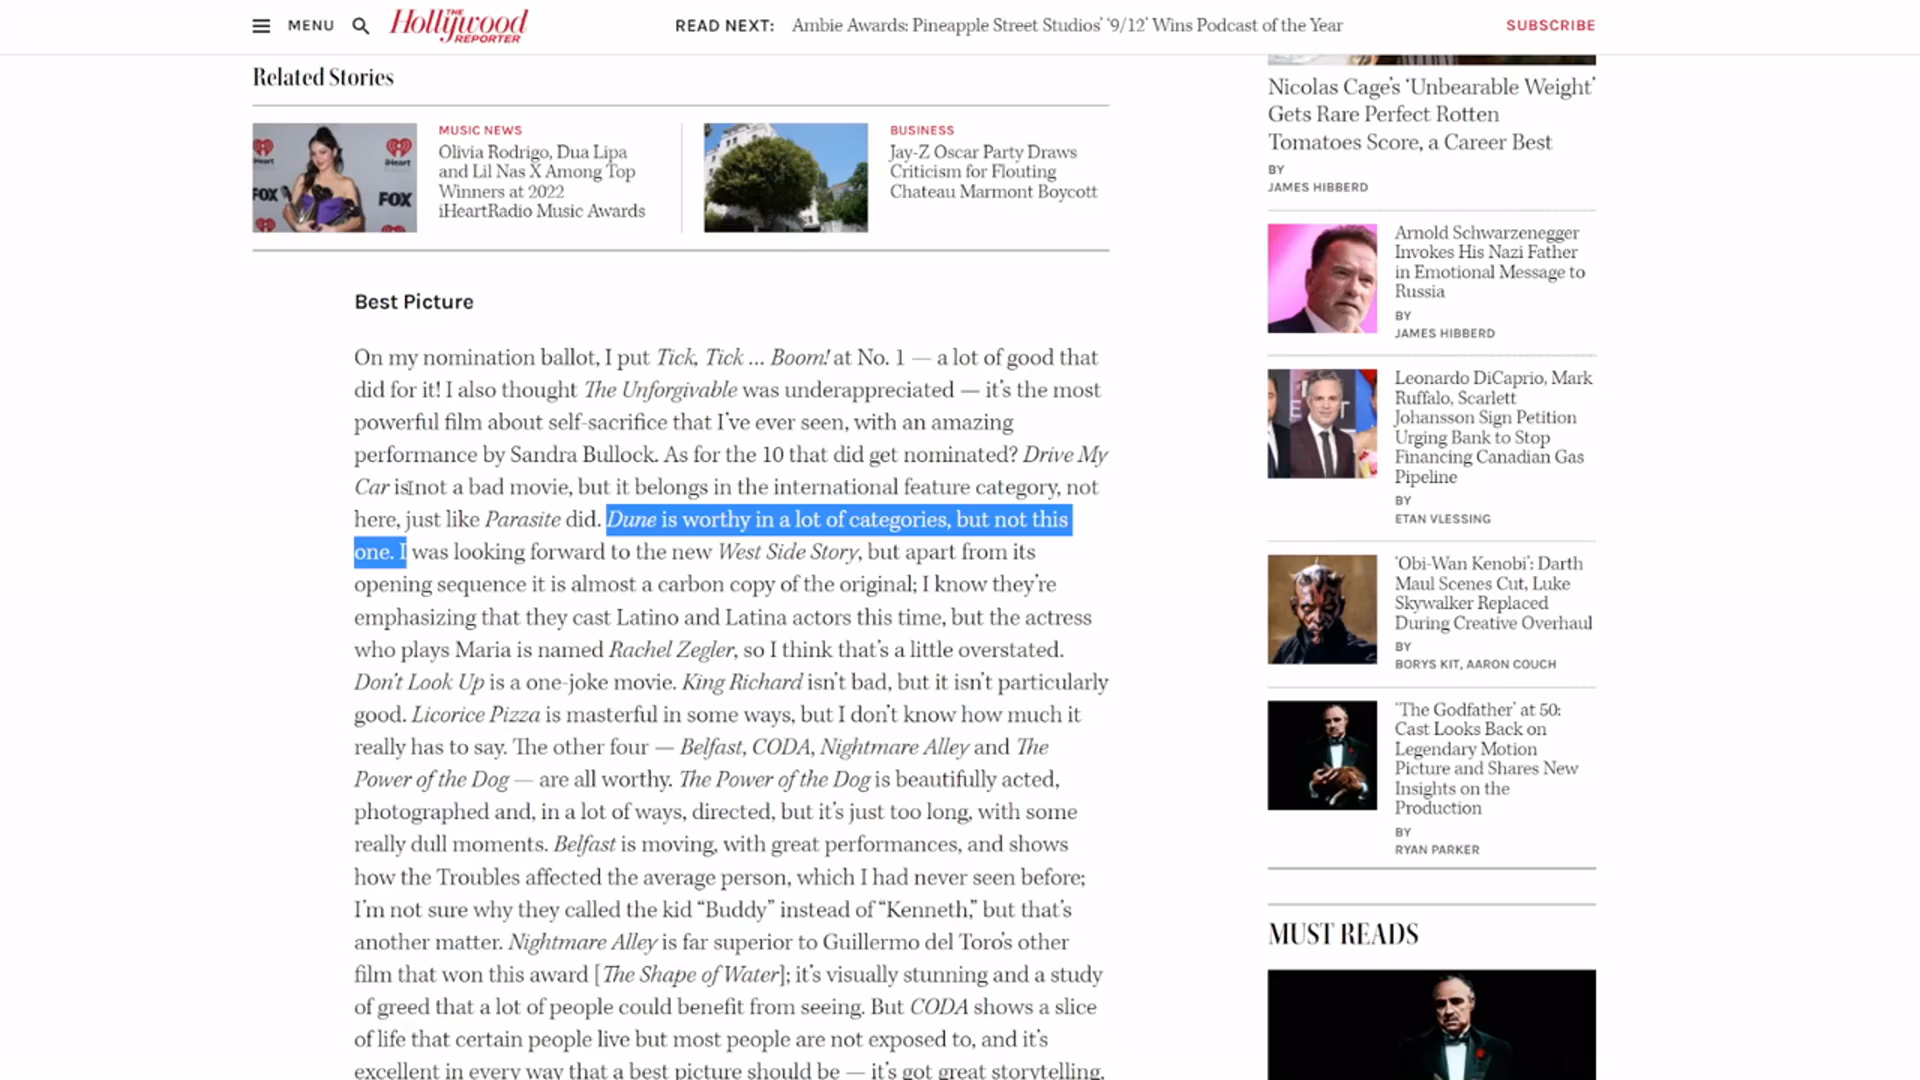 MENU
THE
Hollywood
REPORTER
READ NEXT: Ambie Awards: Pineapple Street Studios' '9/12' Wins Podcast of the Year
SUBSCRIBE
Related Stories
iHeart
FOX
FOX
MUSIC NEWS
Olivia Rodrigo, Dua Lipa
and Lil Nas X Among Top
Winners at 2022
iHeartRadio Music Awards
BUSINESS
Jay-Z Oscar Party Draws
Criticism for Flouting
Chateau Marmont Boycott
Best Picture
On my nomination ballot, I put Tick, Tick … Boom! at No. 1 — a lot of good that
did for it! I also thought The Unforgivable was underappreciated — it's the most
powerful film about self-sacrifice that I've ever seen, with an amazing
performance by Sandra Bullock. As for the 10 that did get nominated? Drive My
Car is not a bad movie, but it belongs in the international feature category, not
here, just like Parasite did. Dune is worthy in a lot of categories, but not this
one. I was looking forward to the new West Side Story, but apart from its
opening sequence it is almost a carbon copy of the original; I know they're
emphasizing that they cast Latino and Latina actors this time, but the actress
who plays Maria is named Rachel Zegler, so I think that's a little overstated.
Don't Look Up is a one-joke movie. King Richard isn't bad, but it isn't particularly
good. Licorice Pizza is masterful in some ways, but I don't know how much it
really has to say. The other four — Belfast, CODA, Nightmare Alley and The
Power of the Dog — are all worthy. The Power of the Dog is beautifully acted,
photographed and, in a lot of ways, directed, but it's just too long, with some
really dull moments. Belfast is moving, with great performances, and shows
how the Troubles affected the average person, which I had never seen before;
I'm not sure why they called the kid “Buddy” instead of “Kenneth,” but that's
another matter. Nightmare Alley is far superior to Guillermo del Toro's other
film that won this award [The Shape of Water]; it's visually stunning and a study
of greed that a lot of people could benefit from seeing. But CODA shows a slice
of life that certain people live but most people are not exposed to, and it's
excellent in every way that a best picture should be — it's got great storytelling,
Nicolas Cage's 'Unbearable Weight'
Gets Rare Perfect Rotten
Tomatoes Score, a Career Best
BY
JAMES HIBBERD
Arnold Schwarzenegger
Invokes His Nazi Father
in Emotional Message to
Russia
BY
JAMES HIBBERD
Leonardo DiCaprio, Mark
Ruffalo, Scarlett
Johansson Sign Petition
Urging Bank to Stop
Financing Canadian Gas
Pipeline
BY
ETAN VLESSING
'Obi-Wan Kenobi': Darth
Maul Scenes Cut, Luke
Skywalker Replaced
During Creative Overhaul
BY
BORYS KIT, AARON COUCH
'The Godfather' at 50:
Cast Looks Back on
Legendary Motion
Picture and Shares New
Insights on the
Production
BY
RYAN PARKER
MUST READS